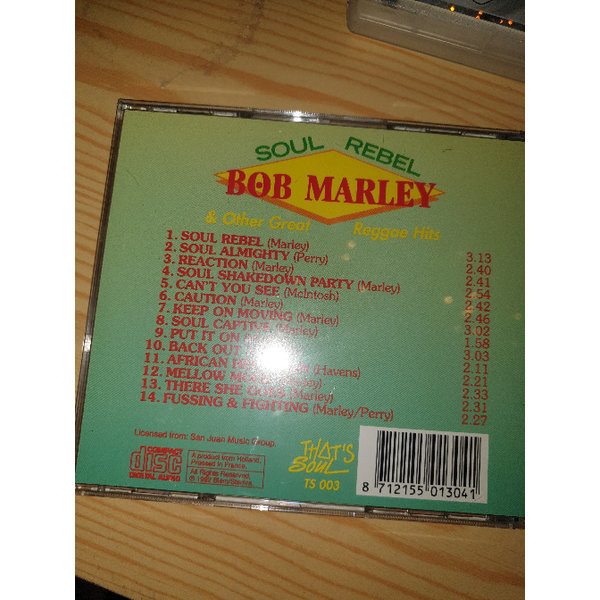 SOUL REBEL
BOB MARLEY
& Other Great Reggae Hits
1. SOUL REBEL (Marley) 3.13
2. SOUL ALMIGHTY (Perry) 2.40
3. REACTION (Marley) 2.41
4. SOUL SHAKEDOWN PARTY (Marley) 2.54
5. CAN'T YOU SEE (McIntosh) 2.42
6. CAUTION (Marley) 2.46
7. KEEP ON MOVING (Marley) 3.02
8. SOUL CAPTIVE (Marley) 1.58
9. PUT IT ON 3.03
10. BACK OUT 2.11
11. AFRICAN (Havens) 2.21
12. MELLOW 2.33
13. THERE SHE GOES (Marley) 2.31
14. FUSSING & FIGHTING (Marley/Perry) 2.27
Licensed from: San Juan Music Group.
COMPACT
disc
DIGITAL AUDIO
A product from Holland,
Pressed in France.
All Rights Reserved.
THAT'S
SOUL
TS 003
8 712155 013041